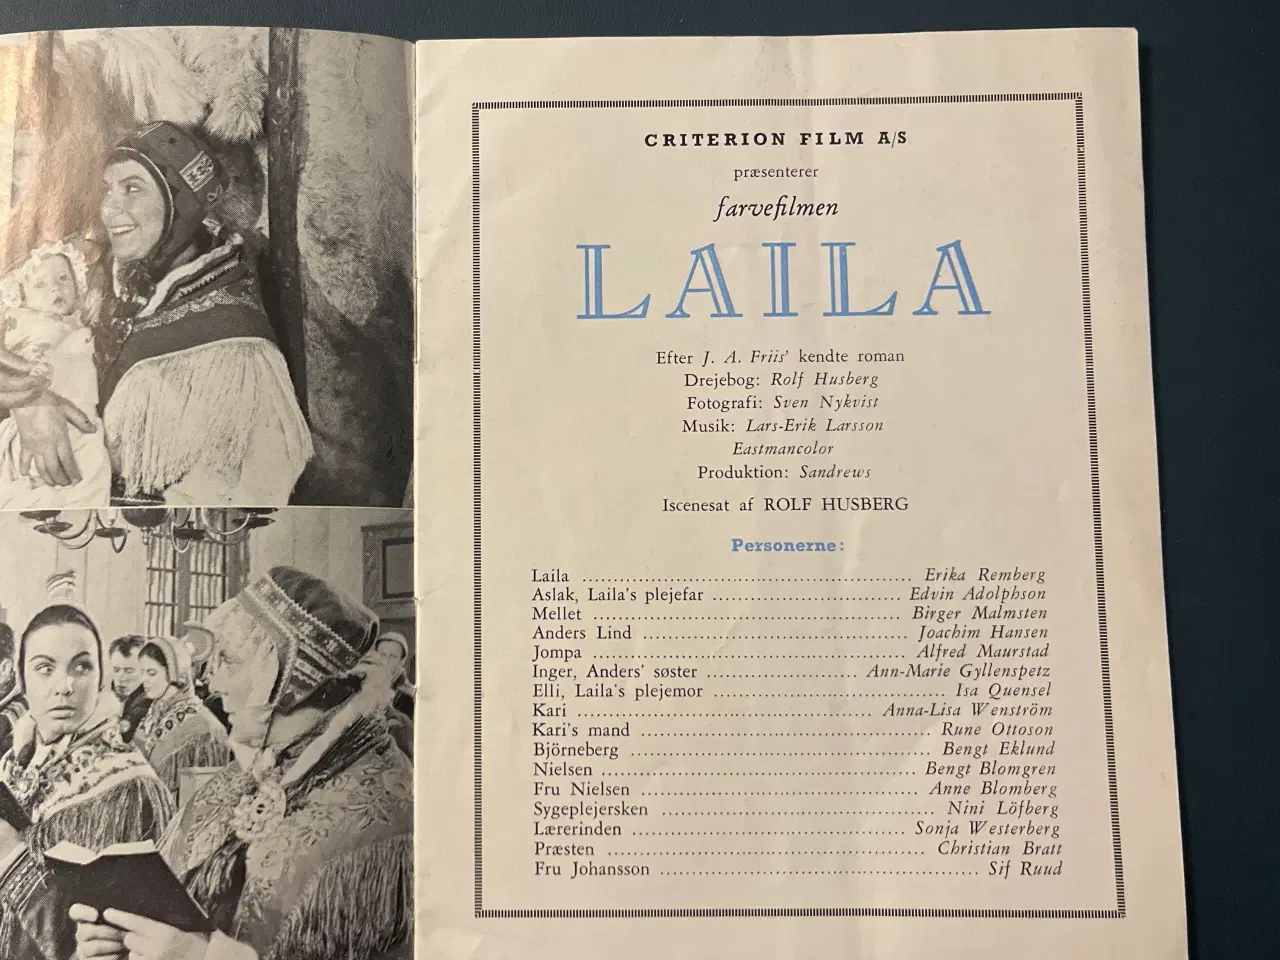 CRITERION FILM A/S
præsenterer
farvefilmen
LAILA
Efter J. A. Friis' kendte roman
Drejebog: Rolf Husberg
Fotografi: Sven Nykvist
Musik: Lars-Erik Larsson
Eastmancolor
Produktion: Sandrews
Iscenesat af ROLF HUSBERG
Personerne:
Laila ........................................ Erika Remberg
Aslak, Laila's plejefar ........................ Edvin Adolphson
Mellet ........................................ Birger Malmsten
Anders Lind .................................. Joachim Hansen
Jompa ........................................ Alfred Maurstad
Inger, Anders' søster .................... Ann-Marie Gyllenspetz
Elli, Laila's plejemor .............................. Isa Quensel
Kari ...................................... Anna-Lisa Wenström
Kari's mand .................................... Rune Ottoson
Björneberg ...................................... Bengt Eklund
Nielsen ........................................ Bengt Blomgren
Fru Nielsen .................................. Anne Blomberg
Sygeplejersken .................................. Nini Löfberg
Lærerinden .................................. Sonja Westerberg
Præsten ........................................ Christian Bratt
Fru Johansson ........................................ Sif Ruud